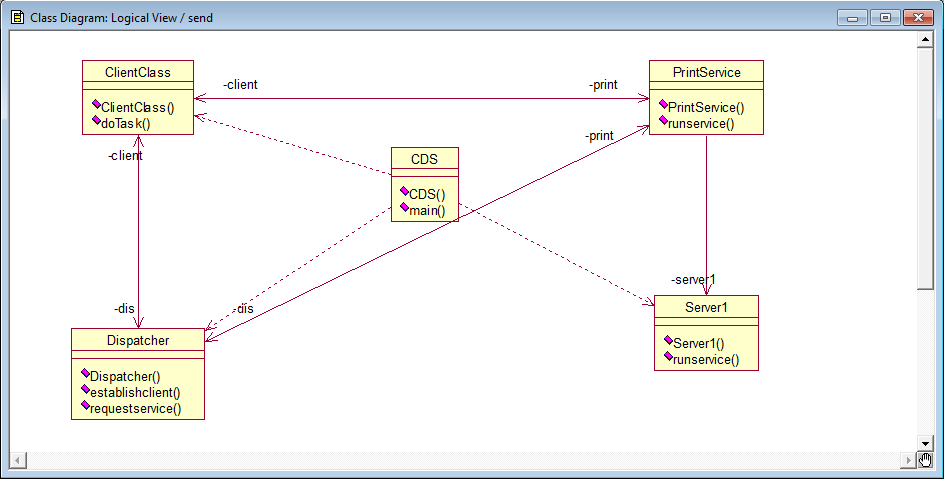 Class Diagram: Logical View / send
ClientClass
ClientClass()
doTask()
-client
-print
PrintService
PrintService()
runservice()
-client
-print
CDS
CDS()
main()
-server1
-dis
-dis
Server1
Server1()
runservice()
Dispatcher
Dispatcher()
establishclient()
requestservice()